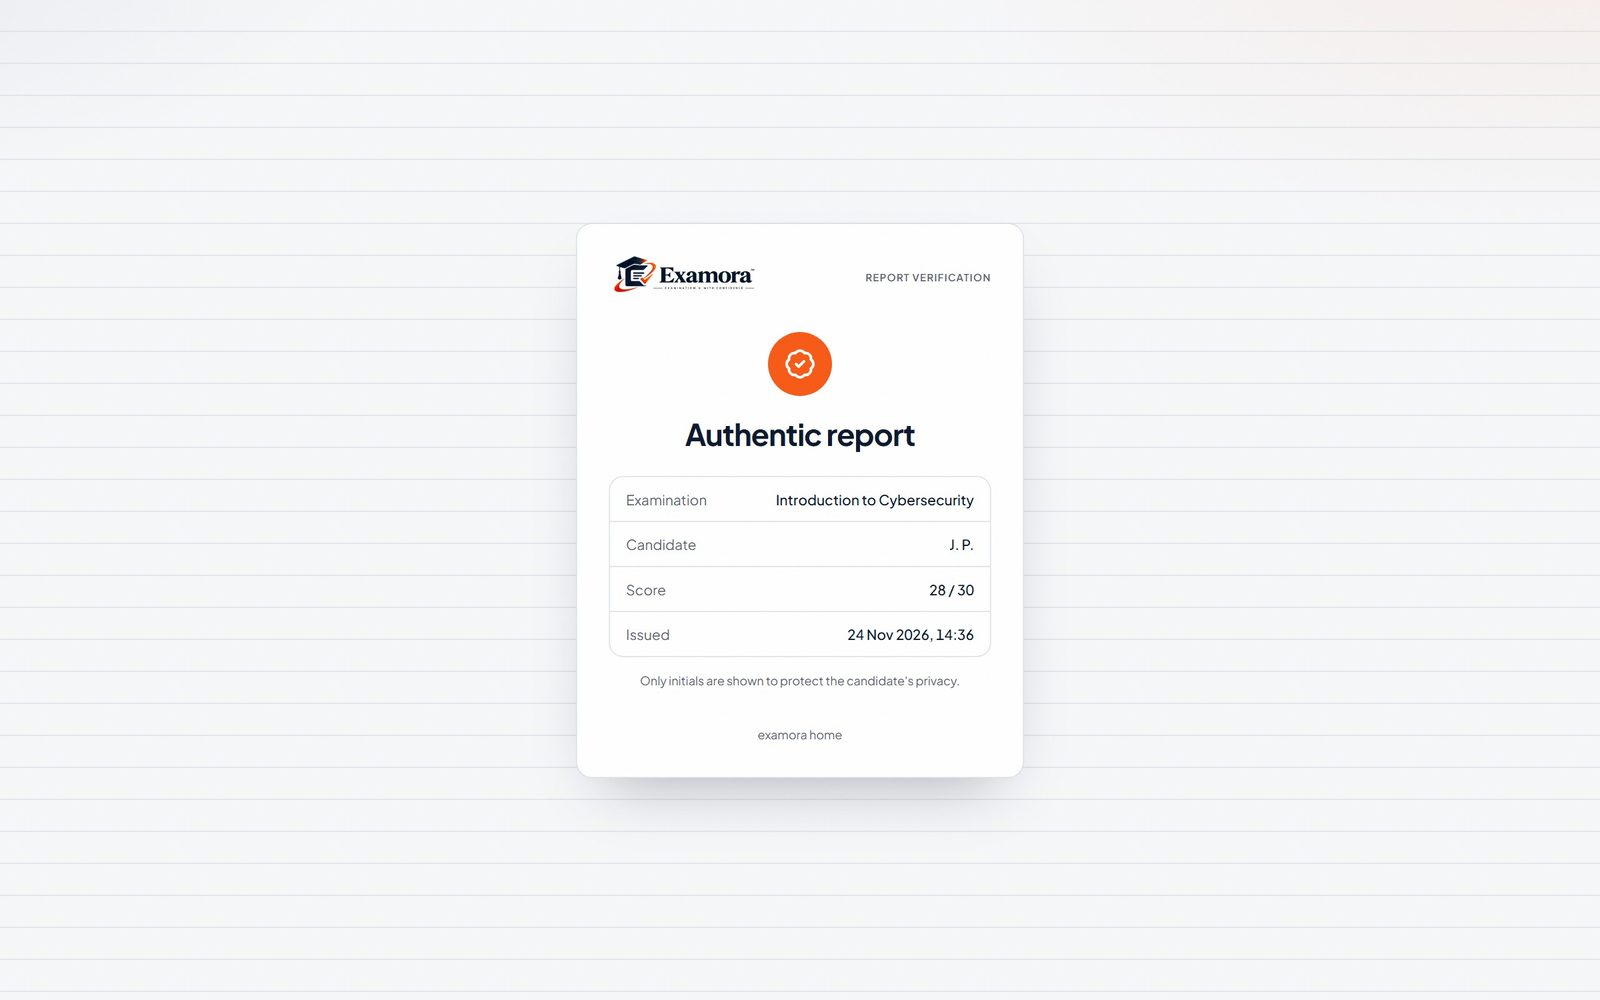 Examora
REPORT VERIFICATION
Authentic report
Examination Introduction to Cybersecurity
Candidate J. P.
Score 28 / 30
Issued 24 Nov 2026, 14:36
Only initials are shown to protect the candidate's privacy.
examora home